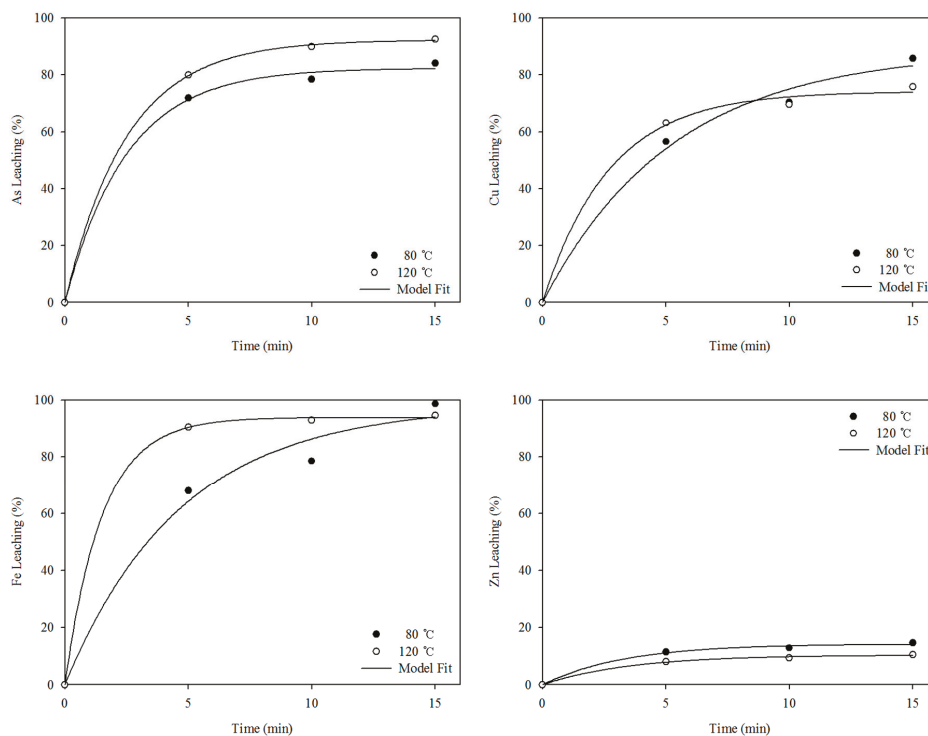 100
80
60
40
20
0
As Leaching (%)
80 ℃
120 ℃
Model Fit
0 5 10 15
Time (min)
100
80
60
40
20
0
Cu Leaching (%)
80 ℃
120 ℃
Model Fit
0 5 10 15
Time (min)
100
80
60
40
20
0
Fe Leaching (%)
80 ℃
120 ℃
Model Fit
0 5 10 15
Time (min)
100
80
60
40
20
0
Zn Leaching (%)
80 ℃
120 ℃
Model Fit
0 5 10 15
Time (min)